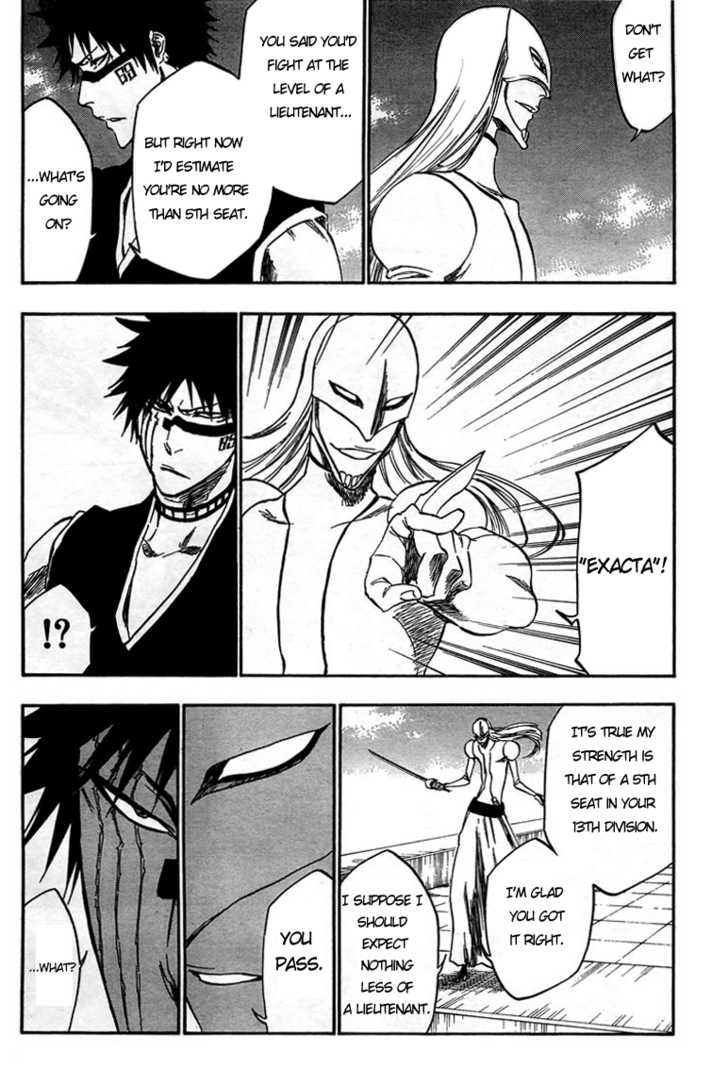 DON'T
GET
WHAT?
YOU SAID YOU'D
FIGHT AT THE
LEVEL OF A
LIEUTENANT...
BUT RIGHT NOW
I'D ESTIMATE
YOU'RE NO MORE
THAN 5TH SEAT.
...WHAT'S
GOING
ON?
69
"EXACTA"!
69
!?
IT'S TRUE MY
STRENGTH IS
THAT OF A 5TH
SEAT IN YOUR
13TH DIVISION.
I'M GLAD
YOU GOT
IT RIGHT.
I SUPPOSE I
SHOULD
EXPECT
NOTHING
LESS OF
A LIEUTENANT.
YOU
PASS.
...WHAT?